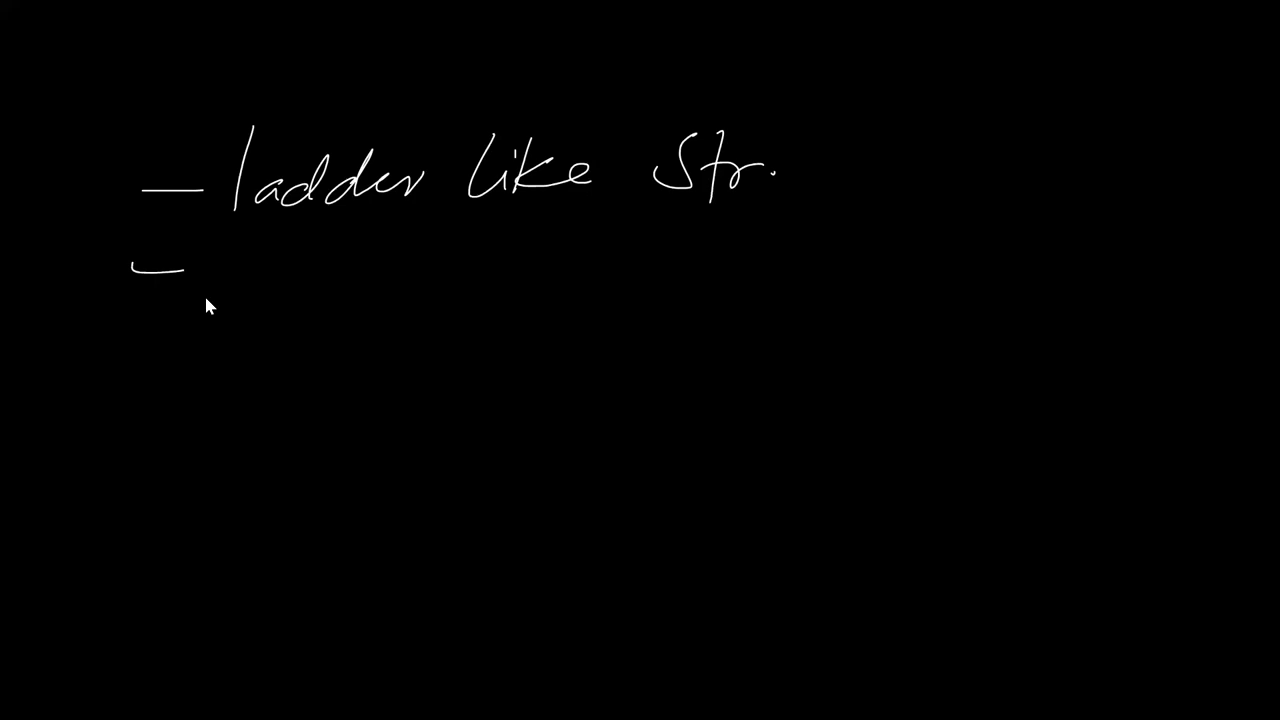 — ladder like Str.
—